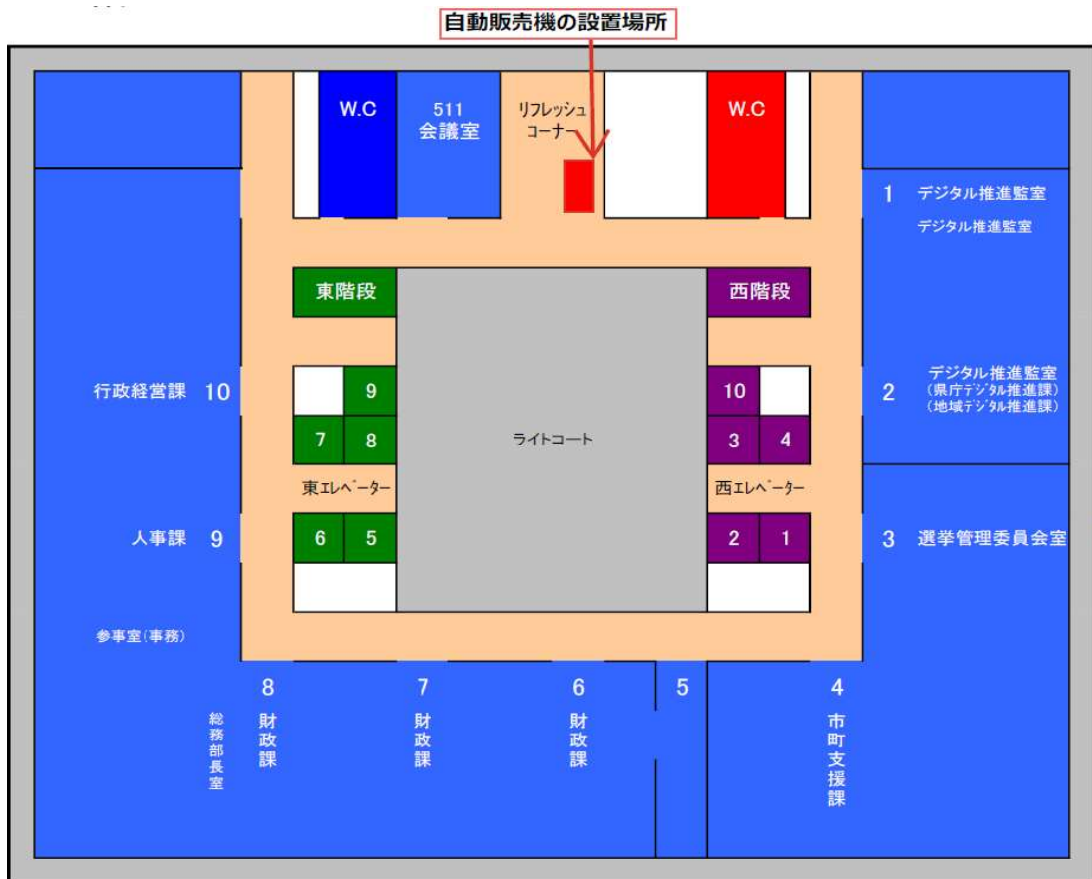 自動販売機の設置場所
W.C
511
会議室
リフレッシュ
コーナー
W.C
1 デジタル推進監室
デジタル推進監室
東階段
西階段
行政経営課 10
9
10
2 デジタル推進監室
(県庁デジタル推進課)
(地域デジタル推進課)
7 8
ライトコート
3 4
東エレベーター
西エレベーター
人事課 9
6 5
2 1
3 選挙管理委員会室
参事室(事務)
総務部長室
8
財政課
7
財政課
6
財政課
5
4
市町支援課